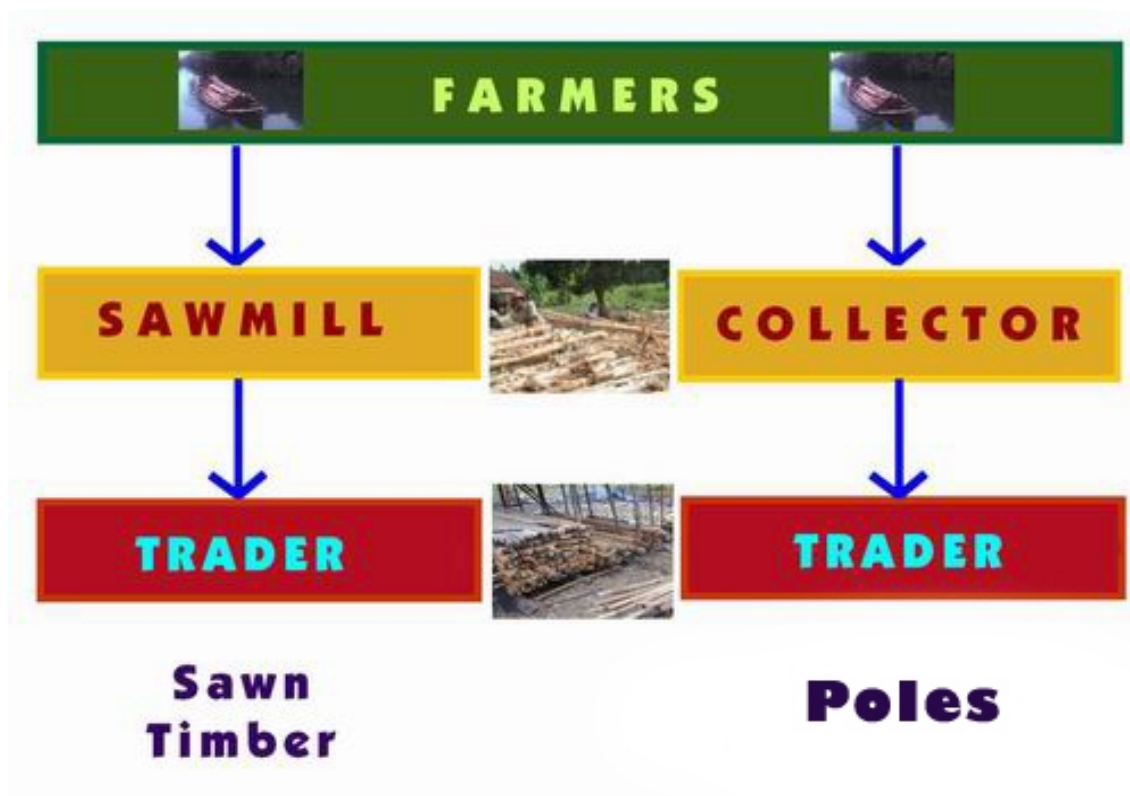 FARMERS
SAWMILL
COLLECTOR
TRADER
TRADER
Sawn
Timber
Poles